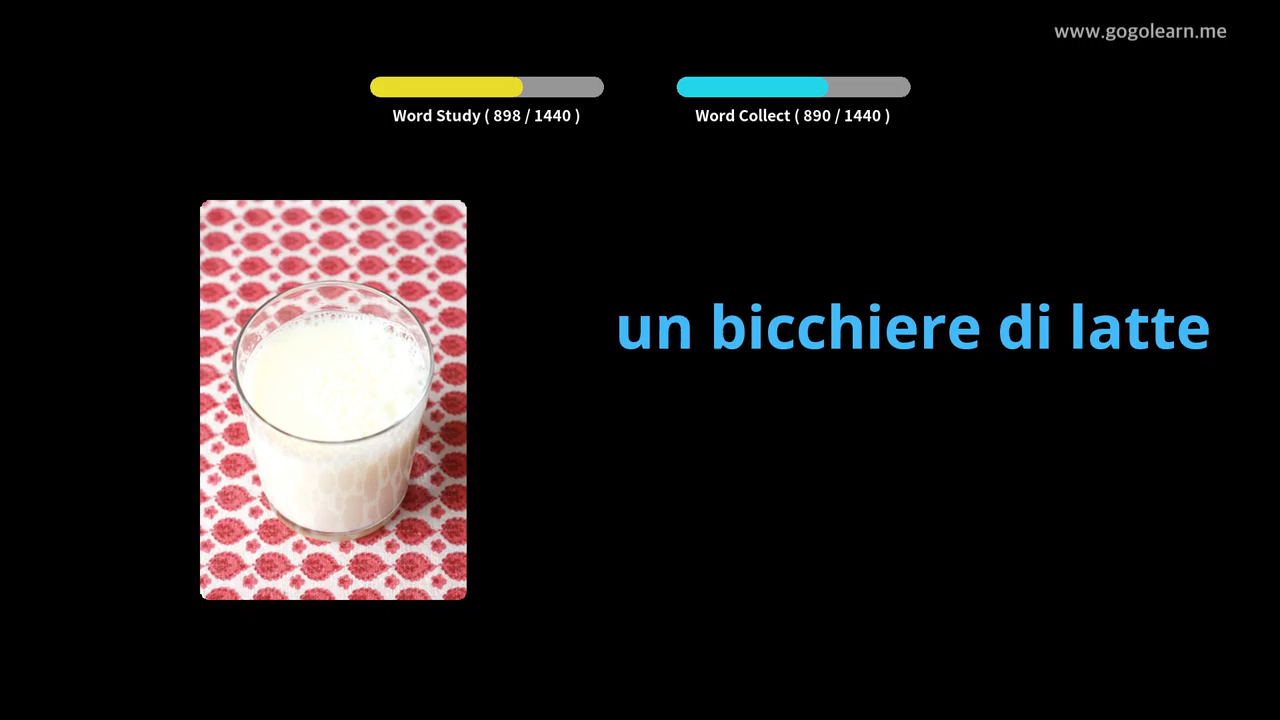 www.gogolearn.me
Word Study ( 898 / 1440 )
Word Collect ( 890 / 1440 )
un bicchiere di latte